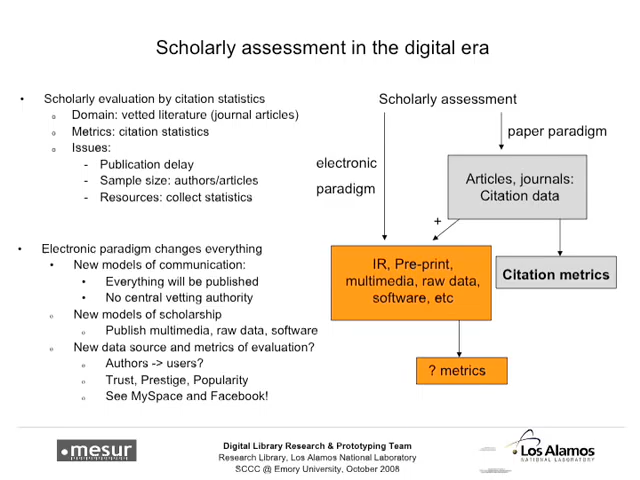 Scholarly assessment in the digital era
• Scholarly evaluation by citation statistics
o Domain: vetted literature (journal articles)
o Metrics: citation statistics
o Issues:
- Publication delay
- Sample size: authors/articles
- Resources: collect statistics
• Electronic paradigm changes everything
• New models of communication:
• Everything will be published
• No central vetting authority
o New models of scholarship
o Publish multimedia, raw data, software
o New data source and metrics of evaluation?
o Authors -> users?
o Trust, Prestige, Popularity
o See MySpace and Facebook!
Scholarly assessment
paper paradigm
electronic
paradigm
Articles, journals:
Citation data
+
IR, Pre-print,
multimedia, raw data,
software, etc
Citation metrics
? metrics
mesur
Digital Library Research & Prototyping Team
Research Library, Los Alamos National Laboratory
SCCC @ Emory University, October 2008
Los Alamos
NATIONAL LABORATORY